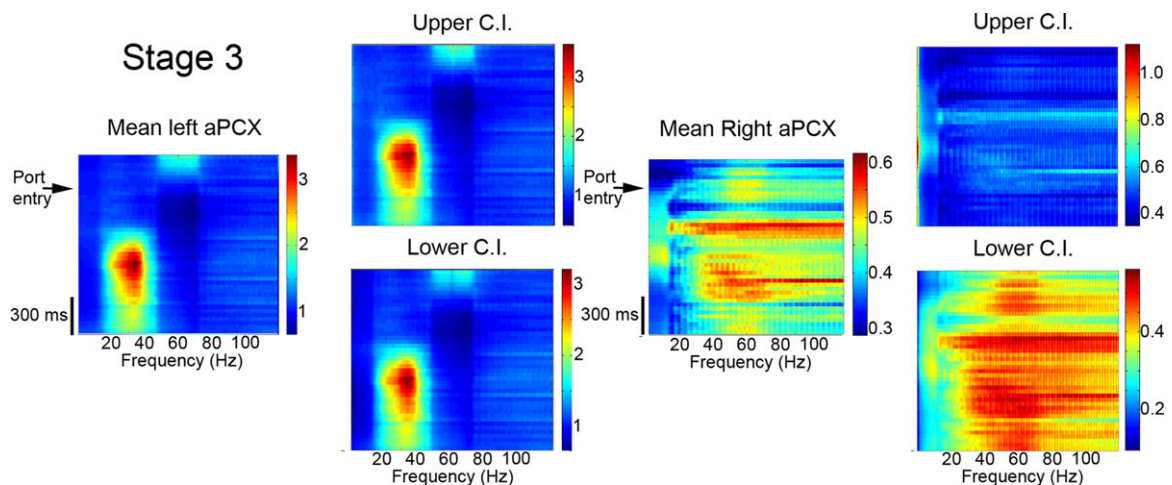 Stage 3
Mean left aPCX
Port
entry
300 ms
20 40 60 80 100
Frequency (Hz)
3
2
1
Upper C.I.
3
2
1
Lower C.I.
3
2
1
20 40 60 80 100
Frequency (Hz)
Mean Right aPCX
Port
entry
300 ms
20 40 60 80 100
Frequency (Hz)
0.6
0.5
0.4
0.3
Upper C.I.
1.0
0.8
0.6
0.4
Lower C.I.
0.4
0.2
20 40 60 80 100
Frequency (Hz)